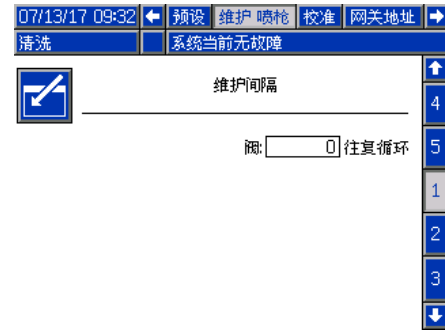 07/13/17 09:32 预设 维护 喷枪 校准 网关地址
清洗 系统当前无故障
维护间隔
阀: 0 往复循环
4
5
1
2
3